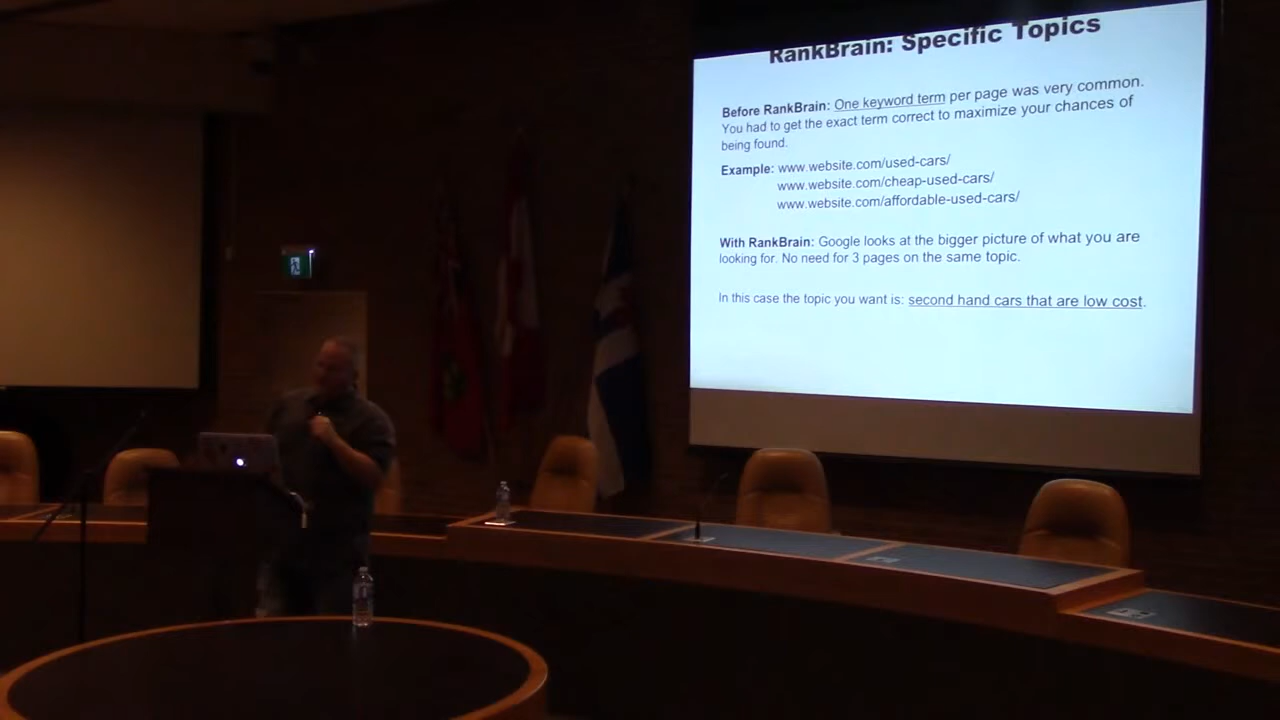 RankBrain: Specific Topics
Before RankBrain: One keyword term per page was very common.
You had to get the exact term correct to maximize your chances of
being found.
Example: www.website.com/used-cars/
www.website.com/cheap-used-cars/
www.website.com/affordable-used-cars/
With RankBrain: Google looks at the bigger picture of what you are
looking for. No need for 3 pages on the same topic.
In this case the topic you want is: second hand cars that are low cost.